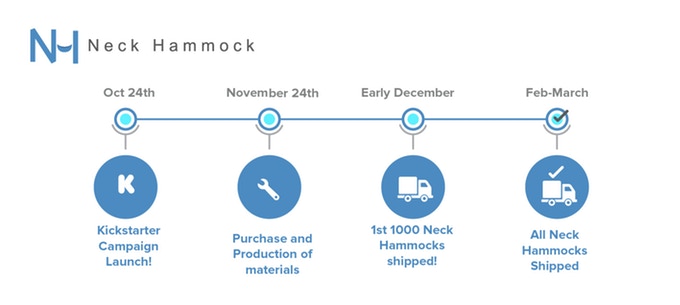 NH Neck Hammock
Oct 24th
November 24th
Early December
Feb-March
K
Kickstarter
Campaign
Launch!
Purchase and
Production of
materials
1st 1000 Neck
Hammocks
shipped!
All Neck
Hammocks
Shipped